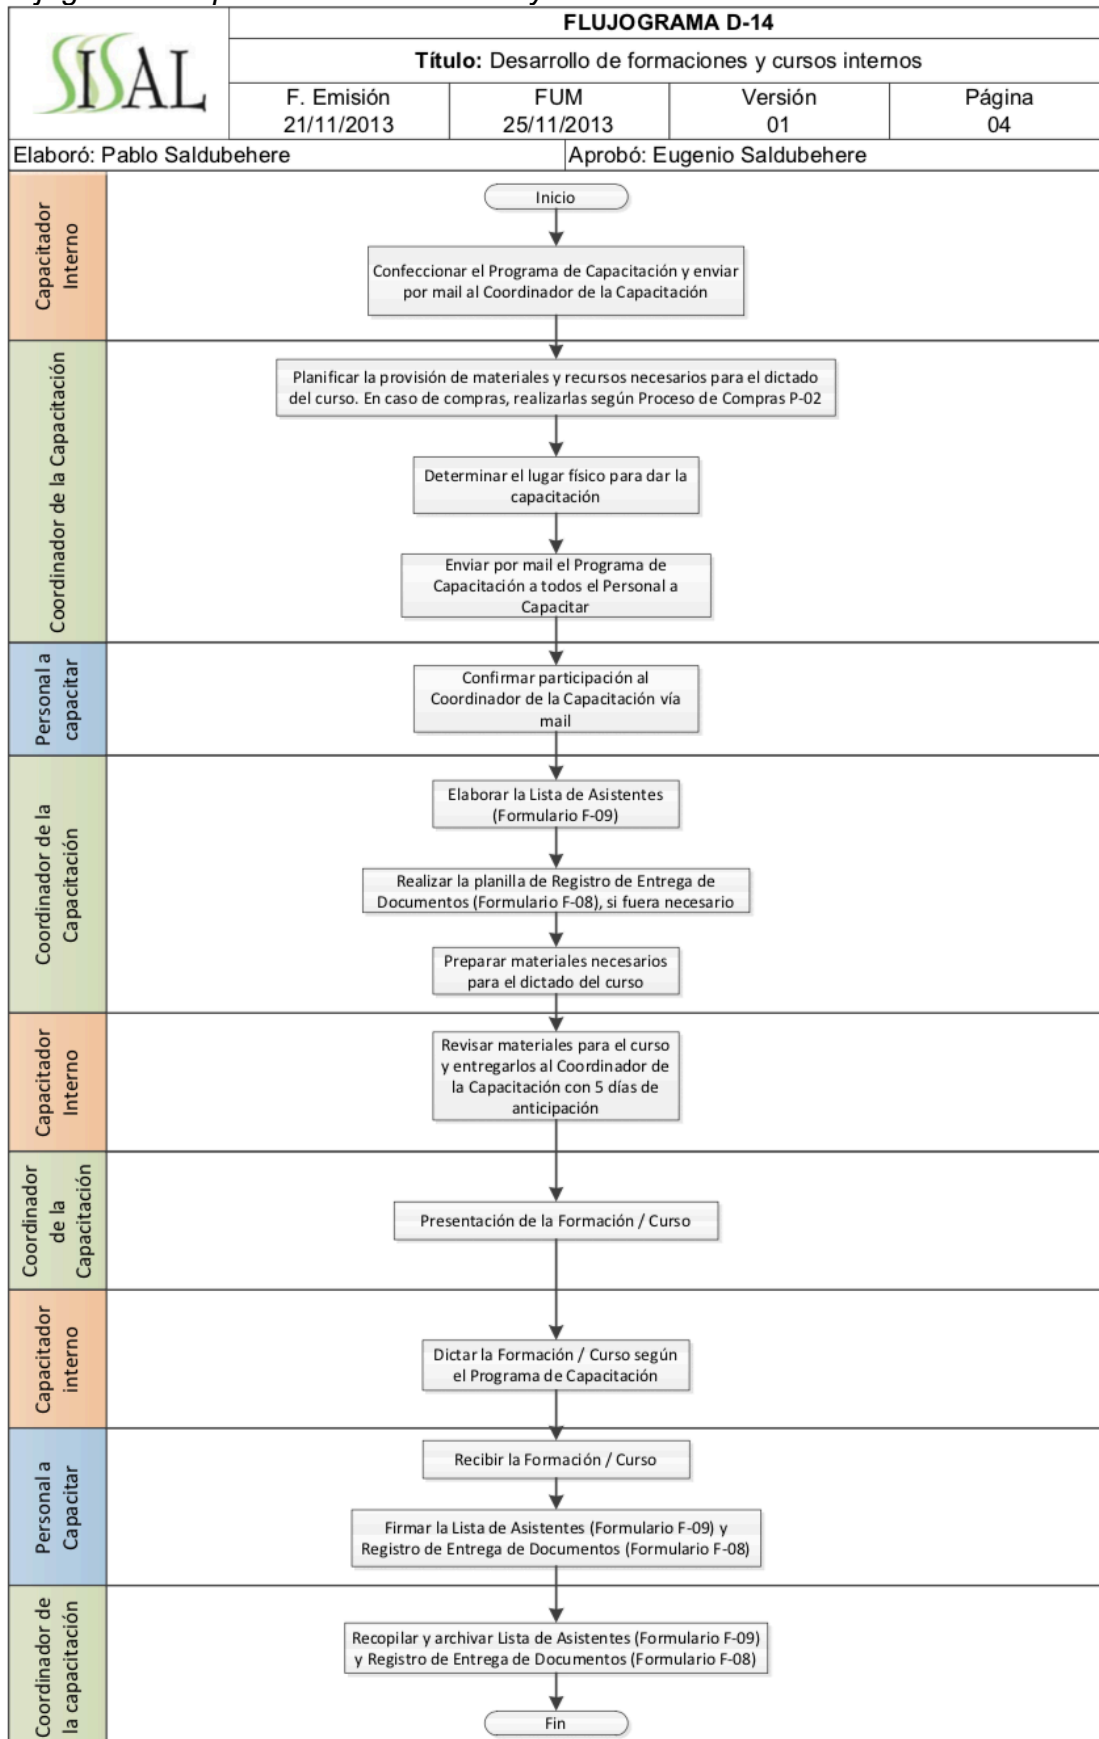 SISAL
FLUJOGRAMA D-14
Título: Desarrollo de formaciones y cursos internos
F. Emisión
21/11/2013
FUM
25/11/2013
Versión
01
Página
04
Elaboró: Pablo Saldubehere
Aprobó: Eugenio Saldubehere
Capacitador
Interno
Inicio
Confeccionar el Programa de Capacitación y enviar
por mail al Coordinador de la Capacitación
Coordinador de la Capacitación
Planificar la provisión de materiales y recursos necesarios para el dictado
del curso. En caso de compras, realizarlas según Proceso de Compras P-02
Determinar el lugar físico para dar la
capacitación
Enviar por mail el Programa de
Capacitación a todos el Personal a
Capacitar
Personal a
capacitar
Confirmar participación al
Coordinador de la Capacitación vía
mail
Coordinador de la
Capacitación
Elaborar la Lista de Asistentes
(Formulario F-09)
Realizar la planilla de Registro de Entrega de
Documentos (Formulario F-08), si fuera necesario
Preparar materiales necesarios
para el dictado del curso
Capacitador
Interno
Revisar materiales para el curso
y entregarlos al Coordinador de
la Capacitación con 5 días de
anticipación
Coordinador
de la
Capacitación
Presentación de la Formación / Curso
Capacitador
interno
Dictar la Formación / Curso según
el Programa de Capacitación
Personal a
Capacitar
Recibir la Formación / Curso
Firmar la Lista de Asistentes (Formulario F-09) y
Registro de Entrega de Documentos (Formulario F-08)
Coordinador de
la capacitación
Recopilar y archivar Lista de Asistentes (Formulario F-09)
y Registro de Entrega de Documentos (Formulario F-08)
Fin